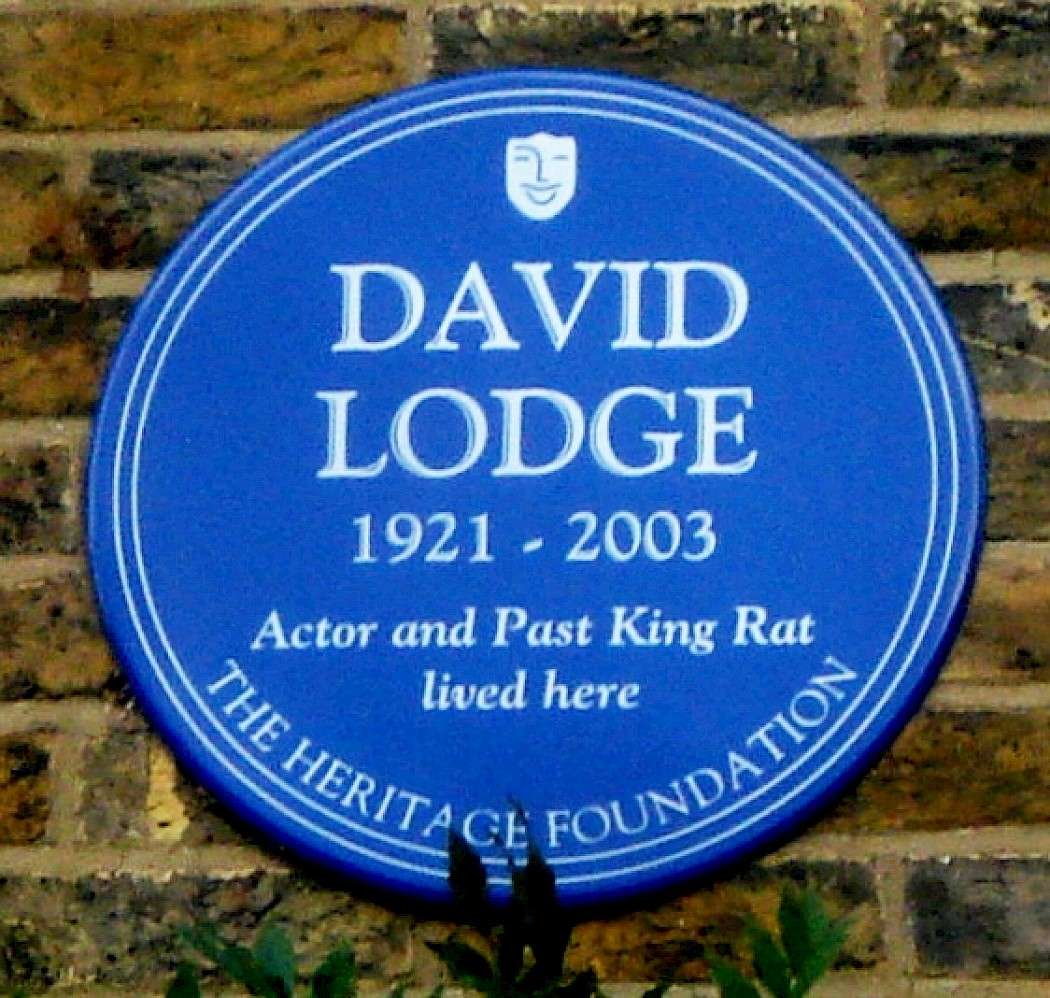 DAVID
LODGE
1921 - 2003
Actor and Past King Rat
lived here
THE HERITAGE FOUNDATION